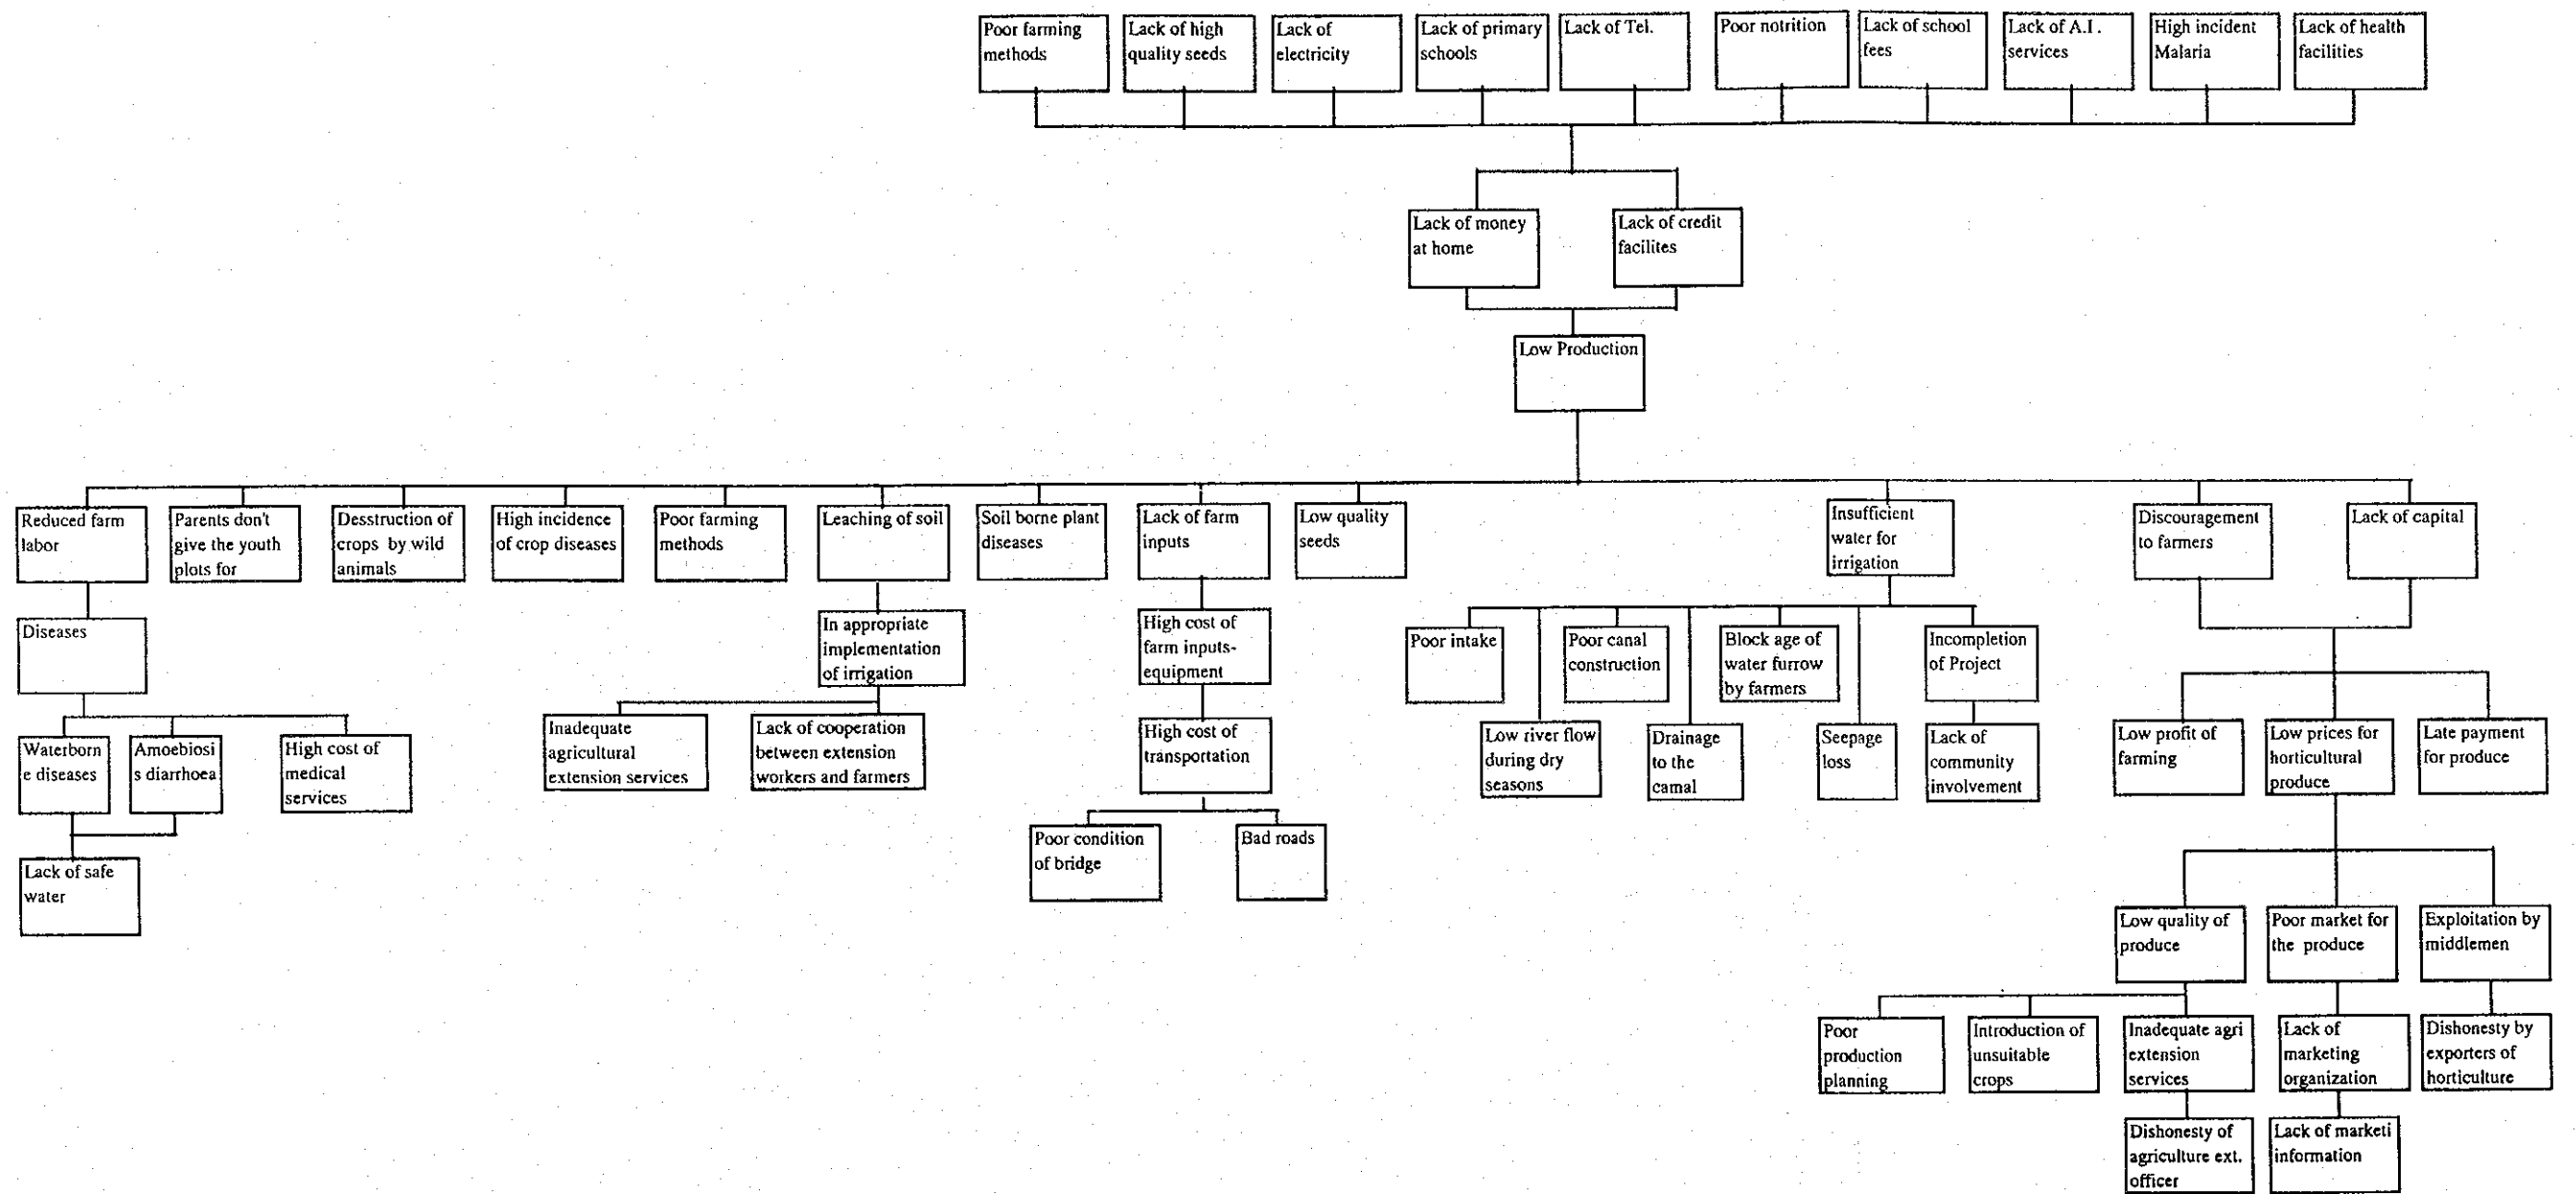 Poor farming
methods
Lack of high
quality seeds
Lack of
electricity
Lack of primary
schools
Lack of Tel.
Poor notrition
Lack of school
fees
Lack of A.I.
services
High incident
Malaria
Lack of health
facilities
Lack of money
at home
Lack of credit
facilites
Low Production
Reduced farm
labor
Parents don't
give the youth
plots for
Desstruction of
crops by wild
animals
High incidence
of crop diseases
Poor farming
methods
Leaching of soil
Soil borne plant
diseases
Lack of farm
inputs
Low quality
seeds
Insufficient
water for
irrigation
Discouragement
to farmers
Lack of capital
Diseases
In appropriate
implementation
of irrigation
High cost of
farm inputs-
equipment
Poor intake
Poor canal
construction
Block age of
water furrow
by farmers
Incompletion
of Project
Waterborn
e diseases
Amoebiosi
s diarrhoea
High cost of
medical
services
Inadequate
agricultural
extension services
Lack of cooperation
between extension
workers and farmers
High cost of
transportation
Low river flow
during dry
seasons
Drainage
to the
camal
Seepage
loss
Lack of
community
involvement
Low profit of
farming
Low prices for
horticultural
produce
Late payment
for produce
Lack of safe
water
Poor condition
of bridge
Bad roads
Low quality of
produce
Poor market for
the produce
Exploitation by
middlemen
Poor
production
planning
Introduction of
unsuitable
crops
Inadequate agri
extension
services
Lack of
marketing
organization
Dishonesty by
exporters of
horticulture
Dishonesty of
agriculture ext.
officer
Lack of marketi
information